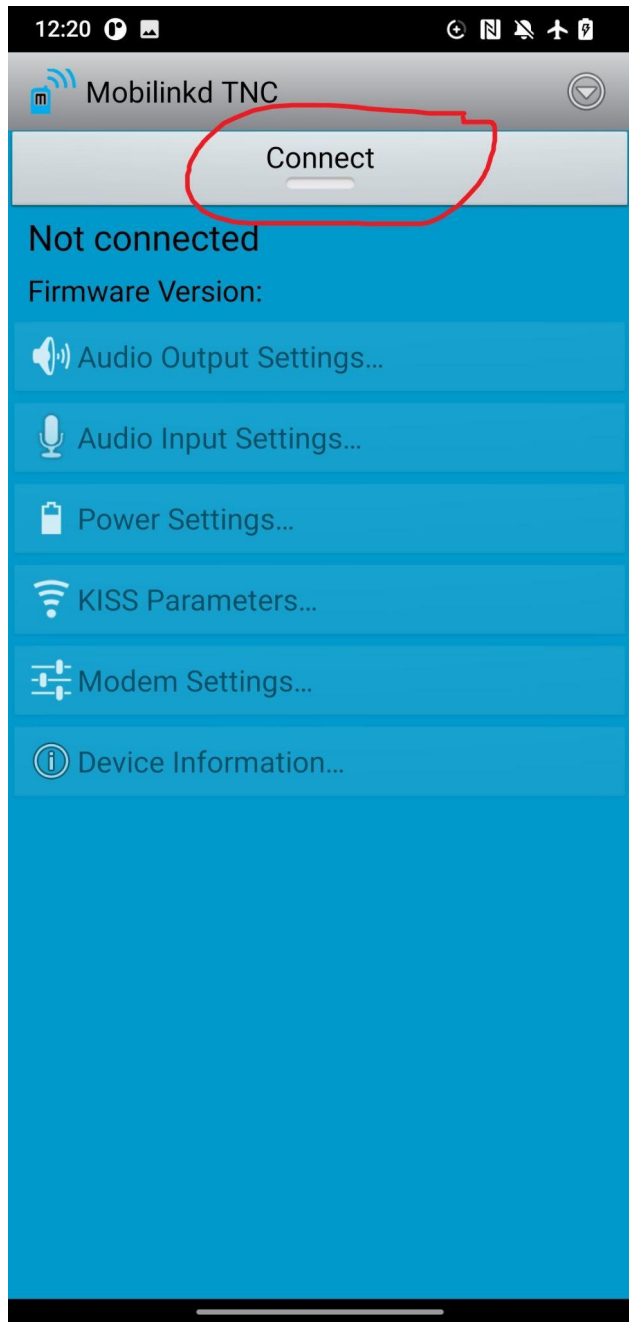 12:20
Mobilinkd TNC
Connect
Not connected
Firmware Version:
Audio Output Settings...
Audio Input Settings...
Power Settings...
KISS Parameters...
Modem Settings...
Device Information...